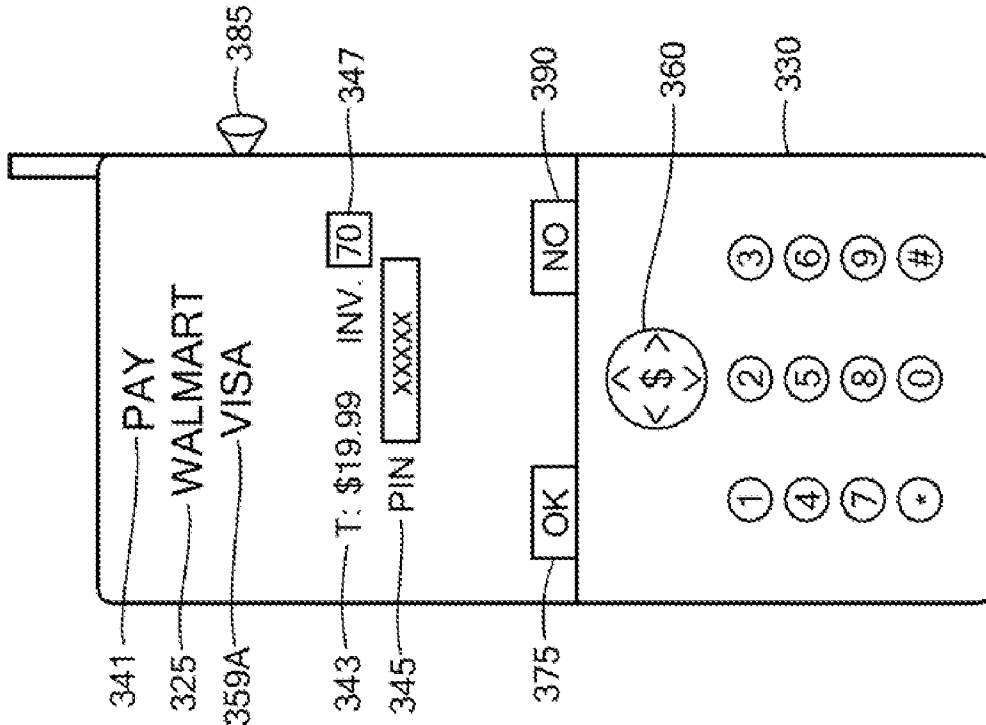 341 PAY
325 WALMART 385
359A VISA
343 T: $19.99 INV. 70 347
345 PIN XXXXX
375 OK NO 390
^
< $ > 360
v
330
1 2 3
4 5 6
7 8 9
* 0 #